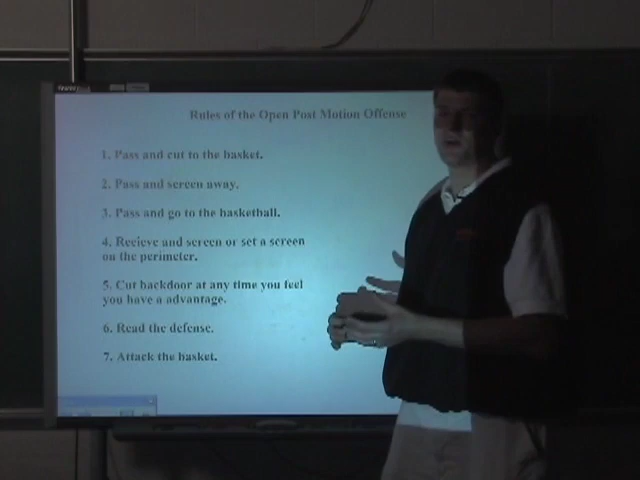 Rules of the Open Post Motion Offense
1. Pass and cut to the basket.
2. Pass and screen away.
3. Pass and go to the basketball.
4. Recieve and screen or set a screen
on the perimeter.
5. Cut backdoor at any time you feel
you have a advantage.
6. Read the defense.
7. Attack the basket.